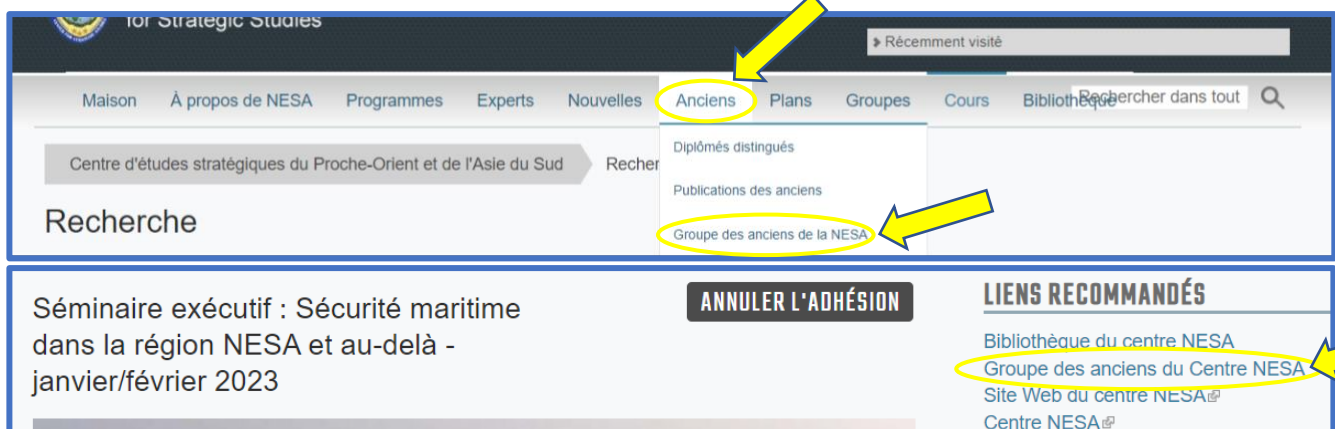 for Strategic Studies
Récemment visité
Maison À propos de NESA Programmes Experts Nouvelles Anciens Plans Groupes Cours Bibliothèque Rechercher dans tout
Centre d'études stratégiques du Proche-Orient et de l'Asie du Sud Recher
Diplômés distingués
Publications des anciens
Recherche
Groupe des anciens de la NESA
Séminaire exécutif : Sécurité maritime
dans la région NESA et au-delà -
janvier/février 2023
ANNULER L'ADHÉSION
LIENS RECOMMANDÉS
Bibliothèque du centre NESA
Groupe des anciens du Centre NESA
Site Web du centre NESA
Centre NESA